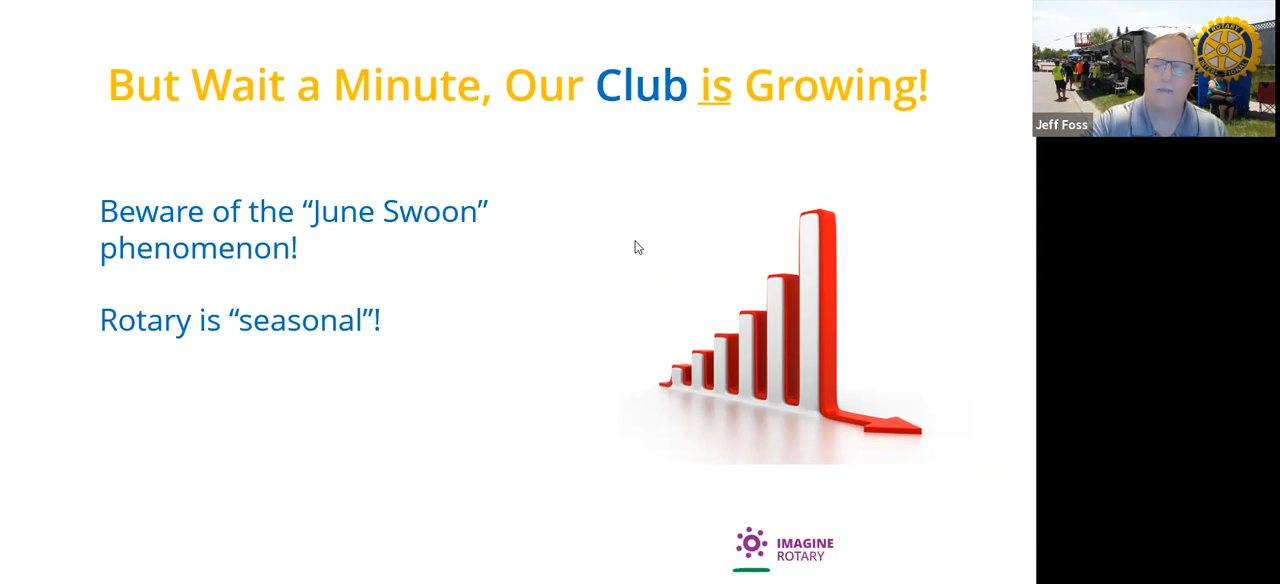 But Wait a Minute, Our Club is Growing!
Beware of the “June Swoon”
phenomenon!
Rotary is “seasonal”!
IMAGINE
ROTARY
ROTARY
Jeff Foss